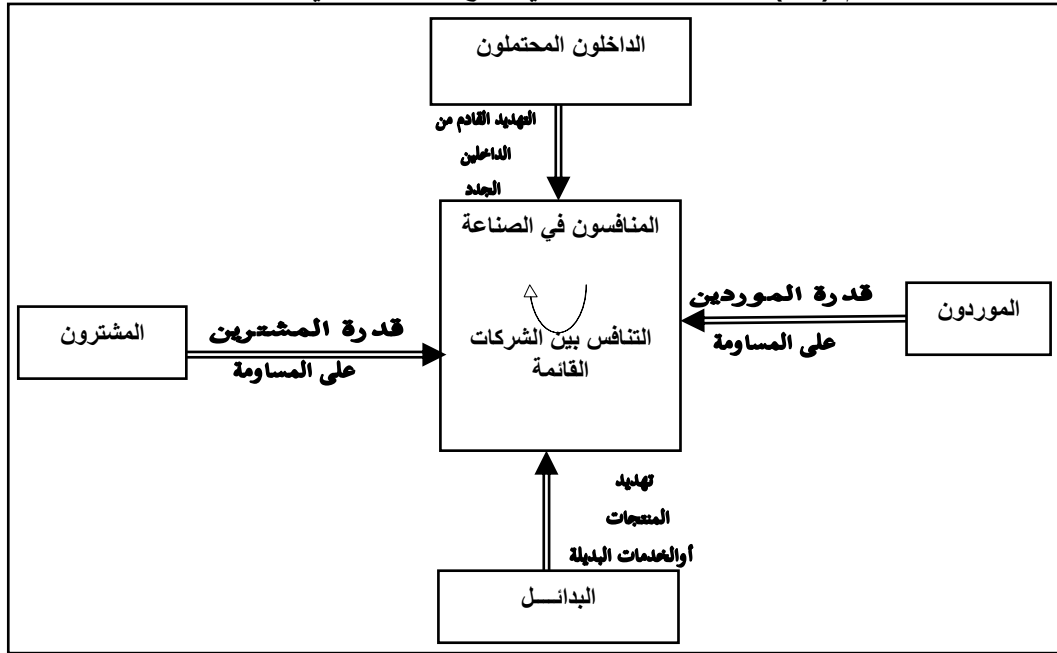 الداخلون المحتملون
التهديد القادم من
الداخلين
الجدد
المنافسون في الصناعة
الموردون
قدرة الموردين
على المساومة
التنافس بين الشركات
القائمة
المشترون
قدرة المشترين
على المساومة
تهديد
المنتجات
أوالخدمات البديلة
البدائــــل